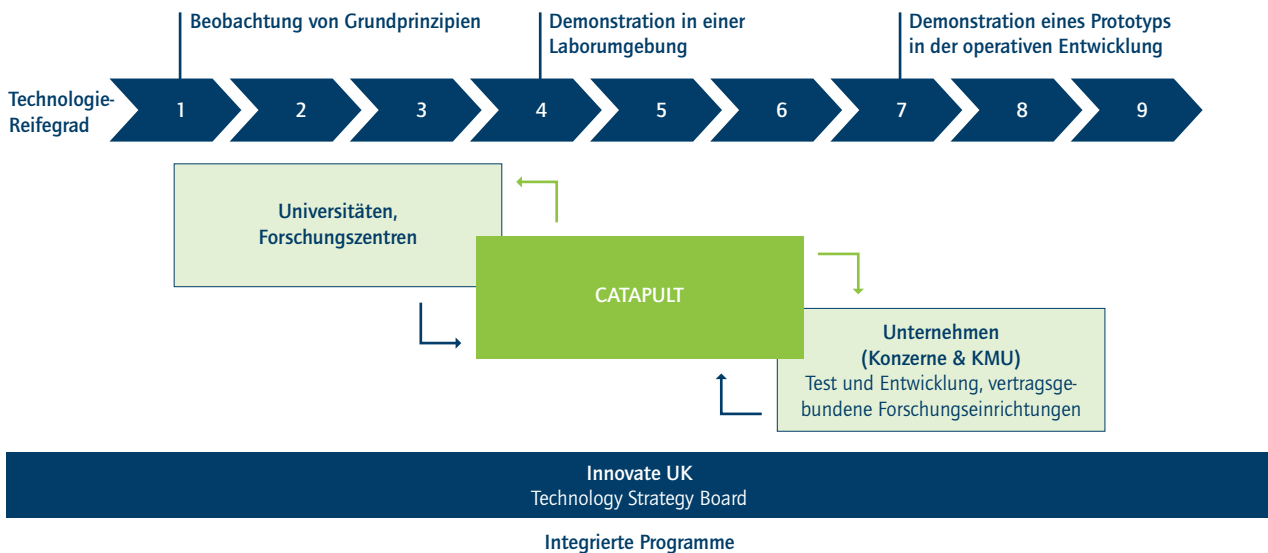 Beobachtung von Grundprinzipien
Demonstration in einer
Laborumgebung
Demonstration eines Prototyps
in der operativen Entwicklung
Technologie-
Reifegrad
1 2 3 4 5 6 7 8 9
Universitäten,
Forschungszentren
CATAPULT
Unternehmen
(Konzerne & KMU)
Test und Entwicklung, vertragsge-
bundene Forschungseinrichtungen
Innovate UK
Technology Strategy Board
Integrierte Programme